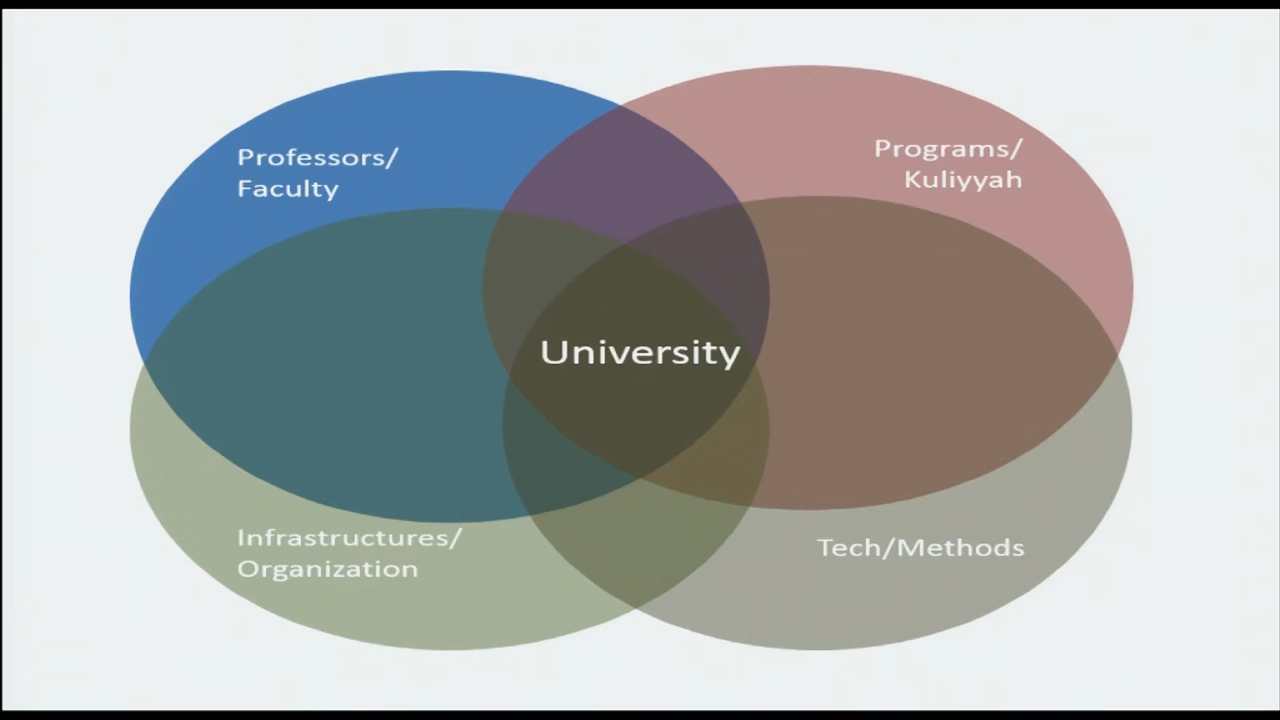 Professors/
Faculty
Programs/
Kuliyyah
University
Infrastructures/
Organization
Tech/Methods